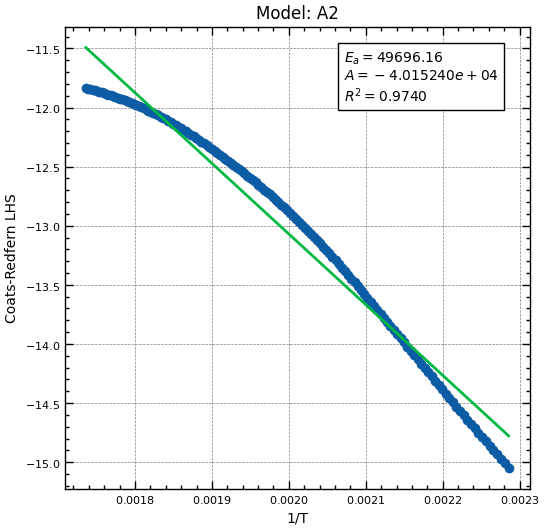 Model: A2
−11.5
−12.0
−12.5
−13.0
−13.5
−14.0
−14.5
−15.0
Coats-Redfern LHS
Eₐ = 49696.16
A = −4.015240e + 04
R² = 0.9740
0.0018 0.0019 0.0020 0.0021 0.0022 0.0023
1/T